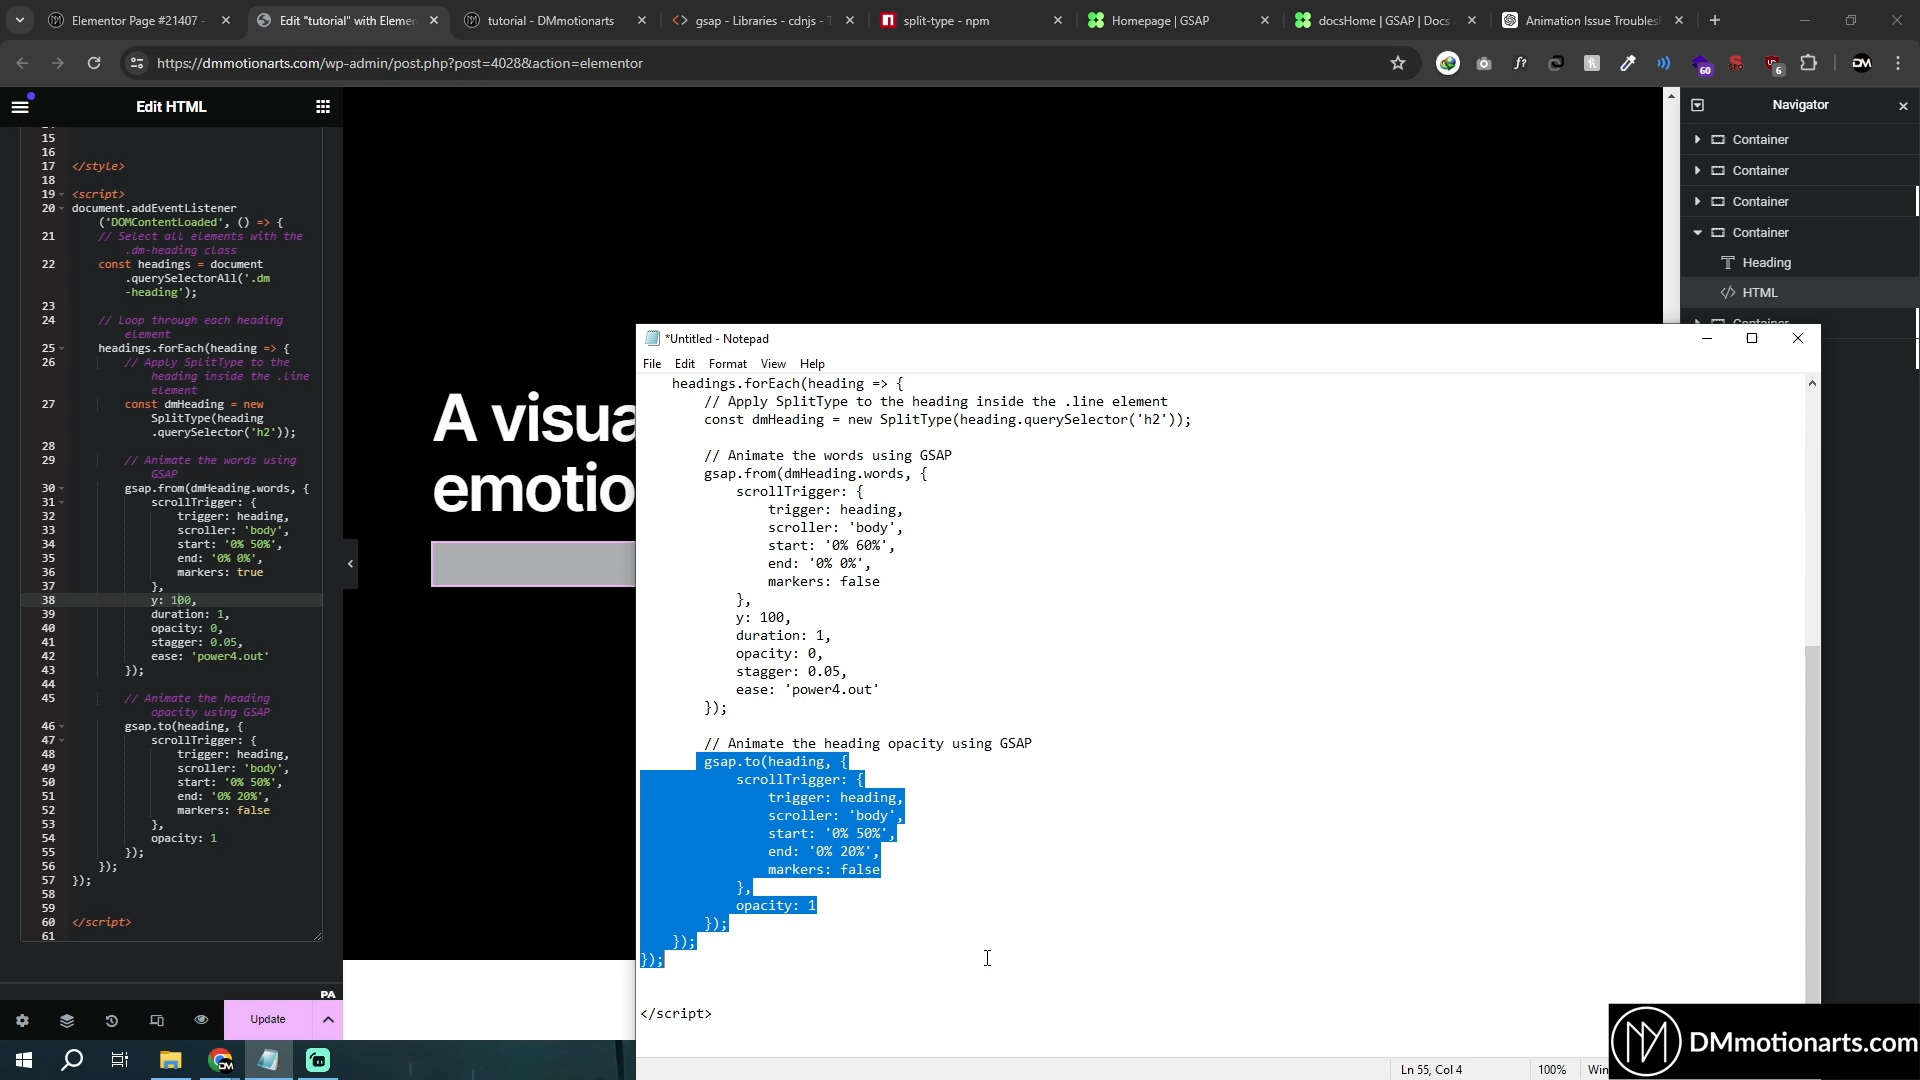 Elementor Page #21407 -
Edit "tutorial" with Elemen
tutorial - DMmotionarts
gsap - Libraries - cdnjs - T
split-type - npm
Homepage | GSAP
docsHome | GSAP | Docs
Animation Issue Troublesh
https://dmmotionarts.com/wp-admin/post.php?post=4028&action=elementor
60
6
DM
Edit HTML
15
16
17 </style>
18
19 <script>
20 document.addEventListener
('DOMContentLoaded', () => {
21 // Select all elements with the
.dm-heading class
22 const headings = document
.querySelectorAll('.dm
-heading');
23
24 // Loop through each heading
element
25 headings.forEach(heading => {
26 // Apply SplitType to the
heading inside the .line
element
27 const dmHeading = new
SplitType(heading
.querySelector('h2'));
28
29 // Animate the words using
GSAP
30 gsap.from(dmHeading.words, {
31 scrollTrigger: {
32 trigger: heading,
33 scroller: 'body',
34 start: '0% 50%',
35 end: '0% 0%',
36 markers: true
37 },
38 y: 100,
39 duration: 1,
40 opacity: 0,
41 stagger: 0.05,
42 ease: 'power4.out'
43 });
44
45 // Animate the heading
opacity using GSAP
46 gsap.to(heading, {
47 scrollTrigger: {
48 trigger: heading,
49 scroller: 'body',
50 start: '0% 50%',
51 end: '0% 20%',
52 markers: false
53 },
54 opacity: 1
55 });
56 });
57 });
58
59
60 </script>
61
PA
Update
A visua
emotio
Navigator
Container
Container
Container
Container
Heading
HTML
Container
*Untitled - Notepad
File Edit Format View Help
headings.forEach(heading => {
// Apply SplitType to the heading inside the .line element
const dmHeading = new SplitType(heading.querySelector('h2'));
// Animate the words using GSAP
gsap.from(dmHeading.words, {
scrollTrigger: {
trigger: heading,
scroller: 'body',
start: '0% 60%',
end: '0% 0%',
markers: false
},
y: 100,
duration: 1,
opacity: 0,
stagger: 0.05,
ease: 'power4.out'
});
// Animate the heading opacity using GSAP
gsap.to(heading, {
scrollTrigger: {
trigger: heading,
scroller: 'body',
start: '0% 50%',
end: '0% 20%',
markers: false
},
opacity: 1
});
});
});
</script>
Ln 55, Col 4
100%
Win
DMmotionarts.com